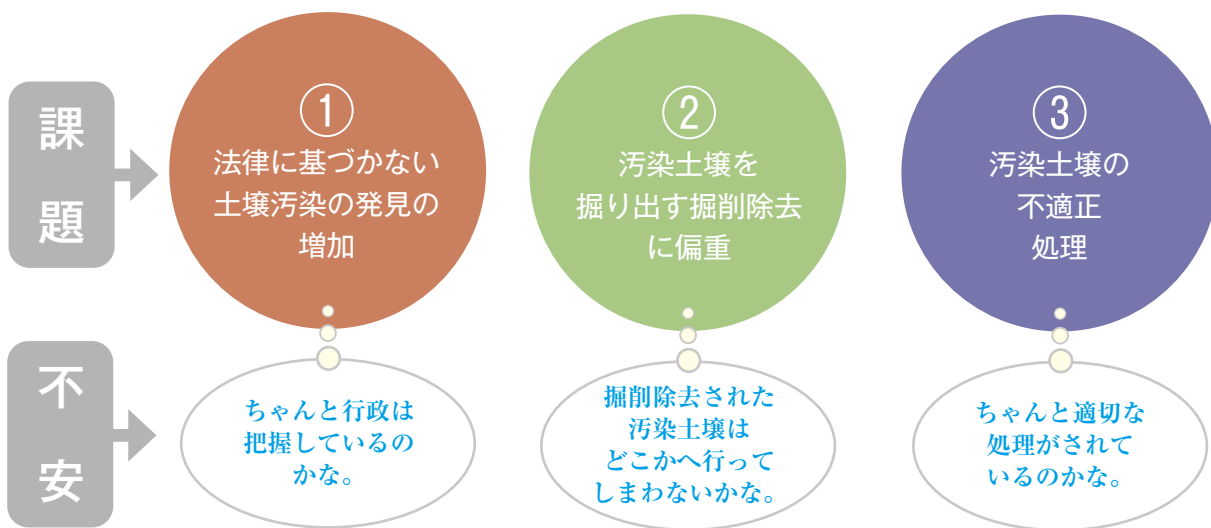 課題
①
法律に基づかない
土壌汚染の発見の
増加
②
汚染土壌を
掘り出す掘削除去
に偏重
③
汚染土壌の
不適正
処理
不安
ちゃんと行政は
把握しているの
かな。
掘削除去された
汚染土壌は
どこかへ行って
しまわないかな。
ちゃんと適切な
処理がされて
いるのかな。